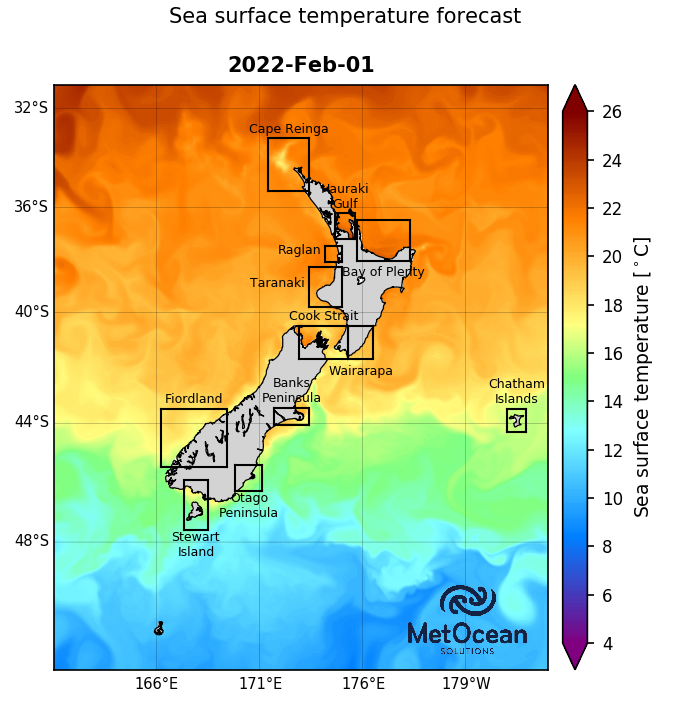 Sea surface temperature forecast
2022-Feb-01
32°S
36°S
40°S
44°S
48°S
166°E
171°E
176°E
179°W
Cape Reinga
Hauraki
Gulf
Raglan
Bay of Plenty
Taranaki
Cook Strait
Wairarapa
Banks
Peninsula
Fiordland
Chatham
Islands
Otago
Peninsula
Stewart
Island
MetOcean
SOLUTIONS
26
24
22
20
18
16
14
12
10
8
6
4
Sea surface temperature [°C]